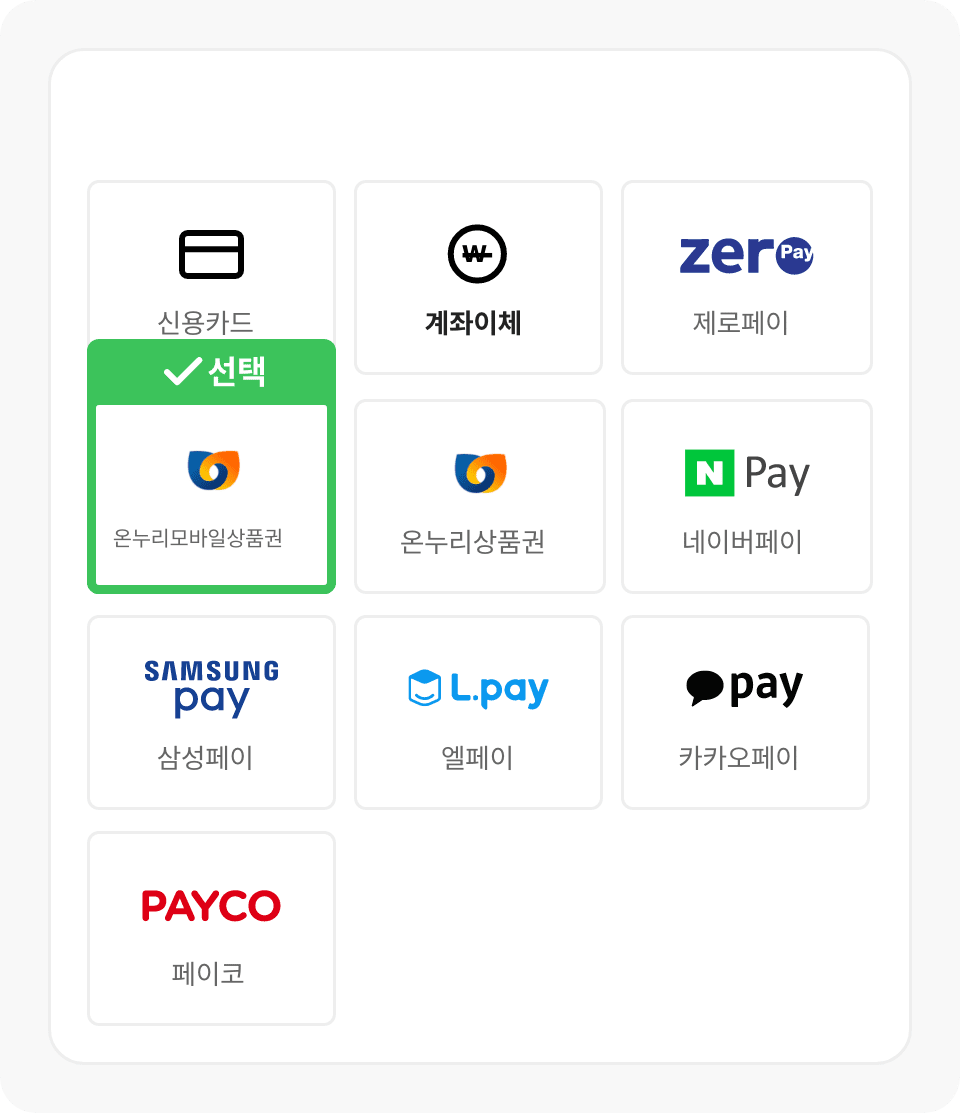 ₩
zero Pay
신용카드
계좌이체
제로페이
선택
N Pay
온누리모바일상품권
온누리상품권
네이버페이
SAMSUNG
pay
L.pay
pay
삼성페이
엘페이
카카오페이
PAYCO
페이코